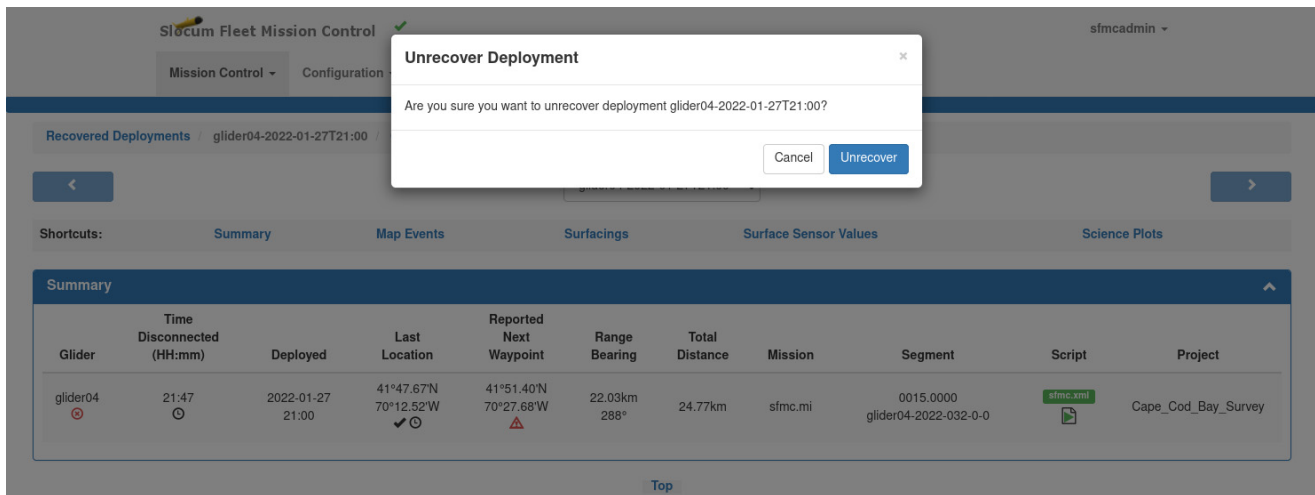 Slocum Fleet Mission Control
sfmcadmin
Mission Control
Configuration
Unrecover Deployment
×
Are you sure you want to unrecover deployment glider04-2022-01-27T21:00?
Cancel
Unrecover
Recovered Deployments / glider04-2022-01-27T21:00 /
Shortcuts:
Summary
Map Events
Surfacings
Surface Sensor Values
Science Plots
Summary
Glider
Time
Disconnected
(HH:mm)
Deployed
Last
Location
Reported
Next
Waypoint
Range
Bearing
Total
Distance
Mission
Segment
Script
Project
glider04
21:47
2022-01-27
21:00
41°47.67'N
70°12.52'W
41°51.40'N
70°27.68'W
22.03km
288°
24.77km
sfmc.mi
0015.0000
glider04-2022-032-0-0
sfmc.xml
Cape_Cod_Bay_Survey
Top